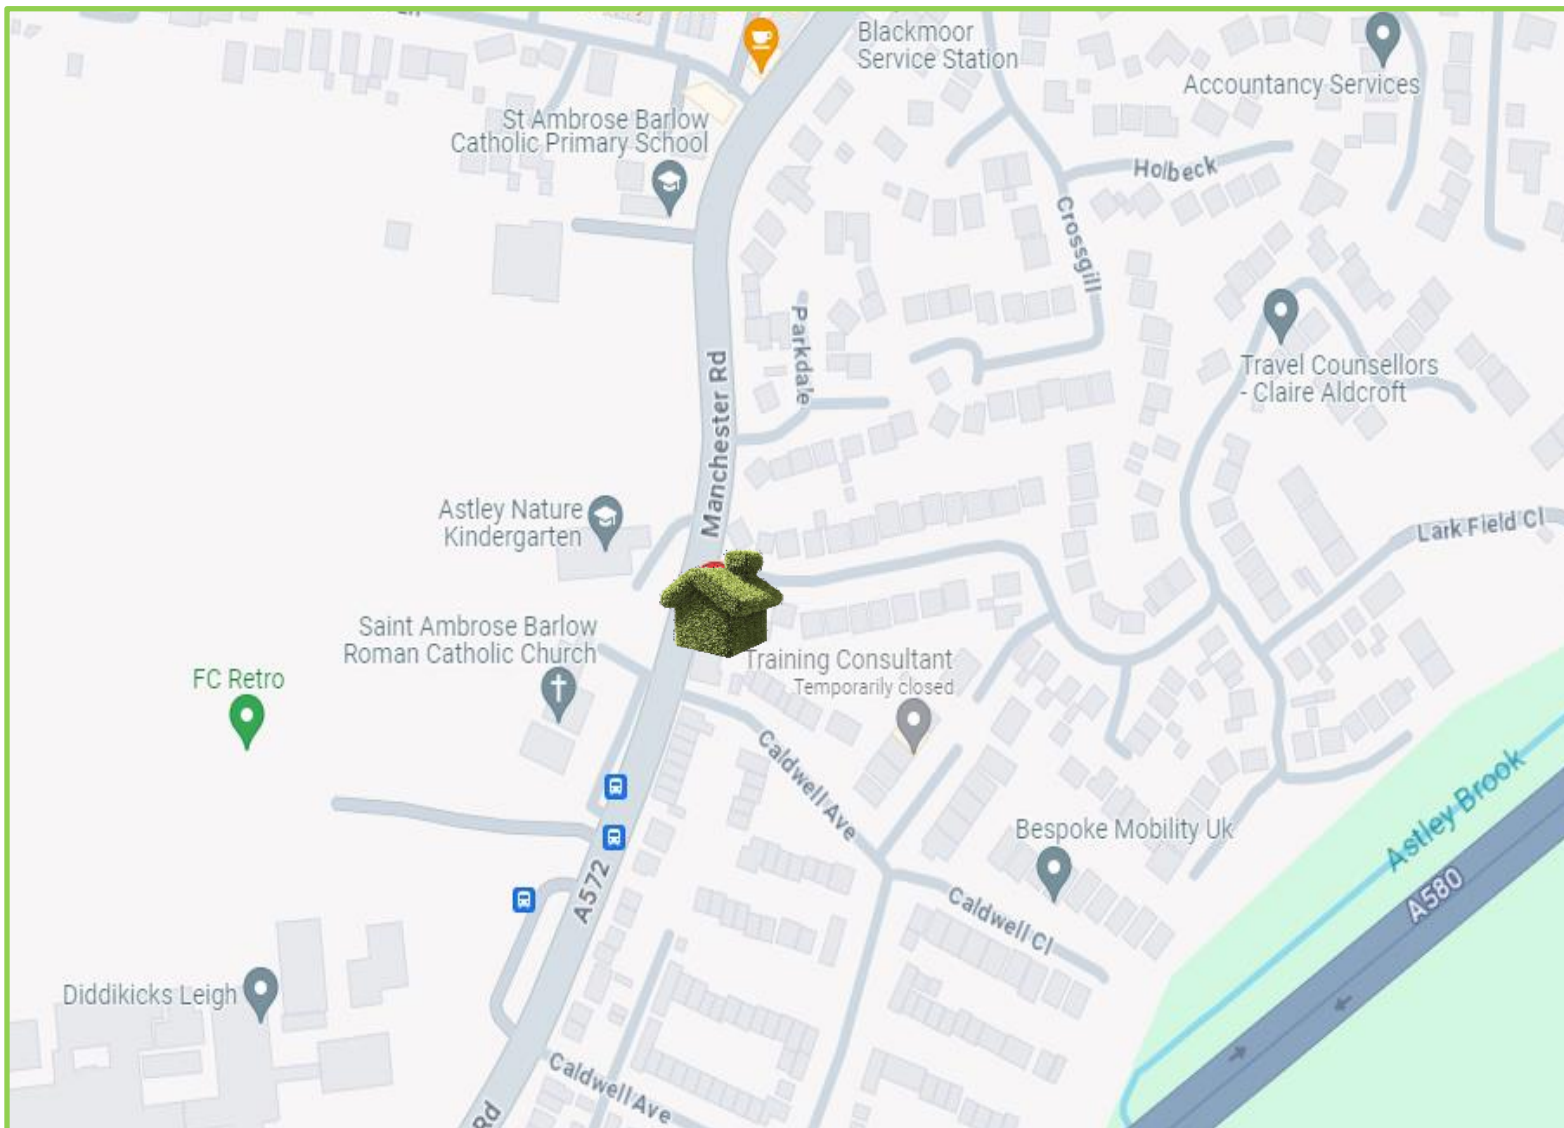 Blackmoor
Service Station
Accountancy Services
St Ambrose Barlow
Catholic Primary School
Holbeck
Crossgill
Parkdale
Travel Counsellors
- Claire Aldcroft
Manchester Rd
Astley Nature
Kindergarten
Lark Field Cl
Saint Ambrose Barlow
Roman Catholic Church
Training Consultant
Temporarily closed
FC Retro
Caldwell Ave
Bespoke Mobility Uk
Astley Brook
A572
A580
Caldwell Cl
Diddikicks Leigh
Caldwell Ave
Rd